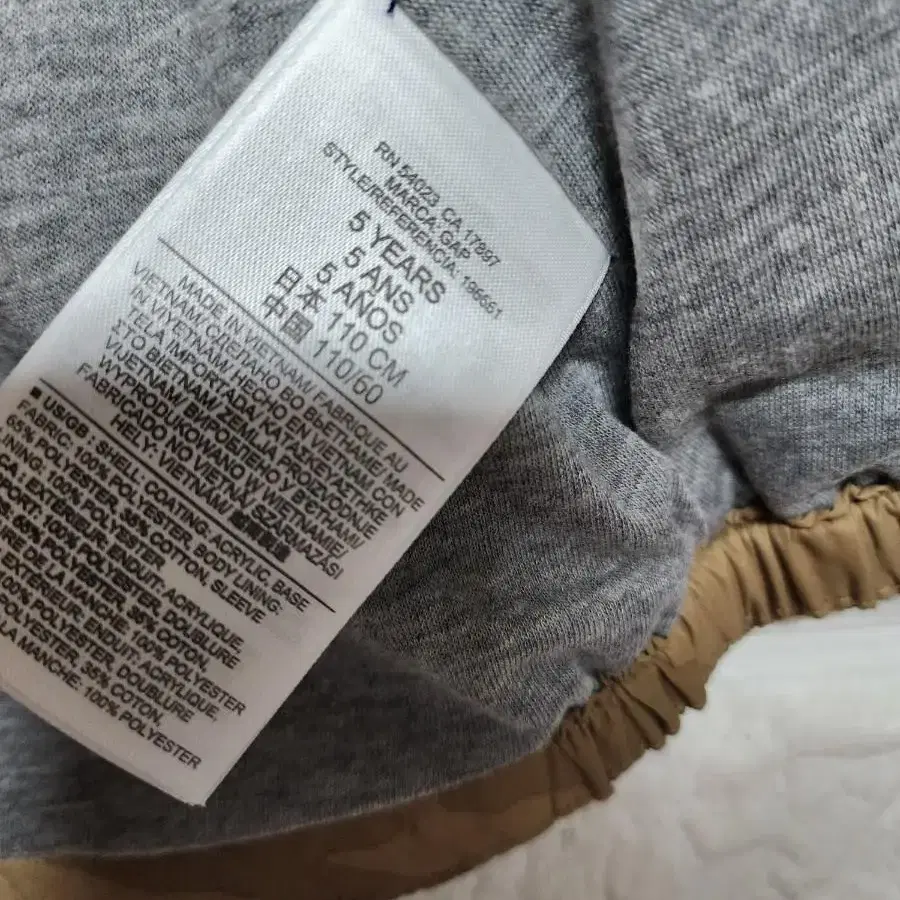 RN 54023 CA 17897
MARCA: GAP
STYLE/REFERENCIA: 196651
5 YEARS
5 ANS
5 AÑOS
日本 110 CM
中国 110/60
MADE IN VIETNAM/ FABRIQUE AU
VIETNAM/ СДЕЛАНО ВО ВЬЕТНАМЕ/ MADE
IN VIYETNAM/ HECHO EN VIETNAM CON
TELA IMPORTADA/ ΚΑΤΑΣΚΕΥΑΣΤΗΚΕ
ΣΤΟ ΒΙΕΤΝΑΜ/ PROIZVODNJE
VIJETNAM/ ВИРОБЛЕНО У В'ЄТНАМІ/
WYPRODUKOWANO W WIETNAMIE/
FABRICADO NO VIETNÃ/ SZÁRMAZÁSI
HELY: VIETNAM/
■ US/GB : SHELL: COATING: ACRYLIC, BASE
FABRIC: 100% POLYESTER, BODY LINING:
65% POLYESTER, 35% COTTON, SLEEVE
LINING: 100% POLYESTER
EXTÉRIEUR: ENDUIT: ACRYLIQUE,
100% POLYESTER, DOUBLURE
65% POLYESTER, 35% COTON,
DE LA MANCHE: 100% POLYESTER
EXTÉRIEUR: ENDUIT: ACRYLIQUE,
100% POLYESTER, DOUBLURE
POLYESTER, 35% COTON,
LA MANCHE: 100% POLYESTER